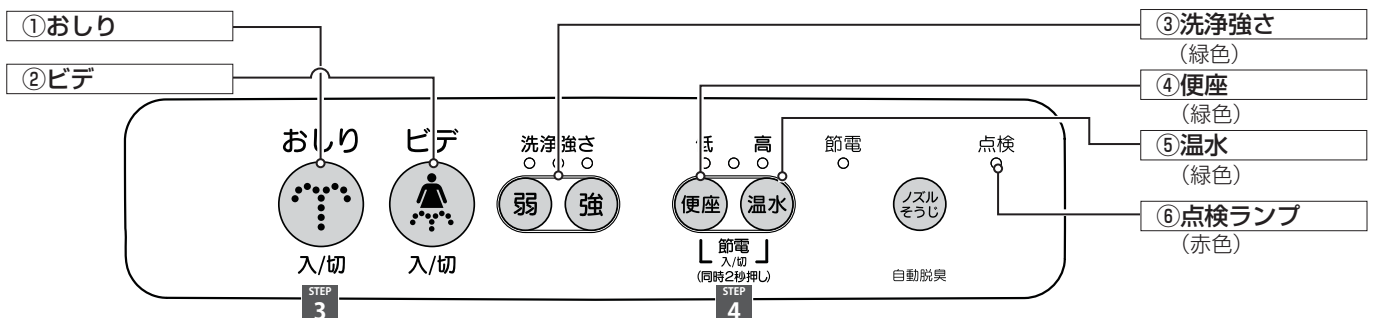 ①おしり
②ビデ
③洗浄強さ
(緑色)
④便座
(緑色)
⑤温水
(緑色)
⑥点検ランプ
(赤色)
おしり
ビデ
洗浄強さ
低
高
節電
点検
弱
強
便座
温水
ノズル
そうじ
入/切
入/切
節電
入/切
(同時2秒押し)
自動脱臭
STEP
3
STEP
4